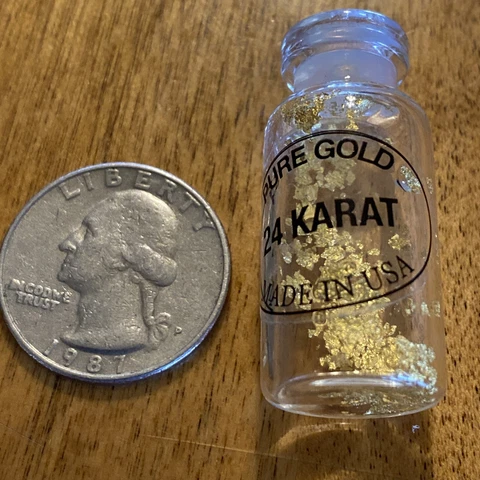 LIBERTY
IN GOD WE
TRUST
P
1987
PURE GOLD
24 KARAT
MADE IN USA